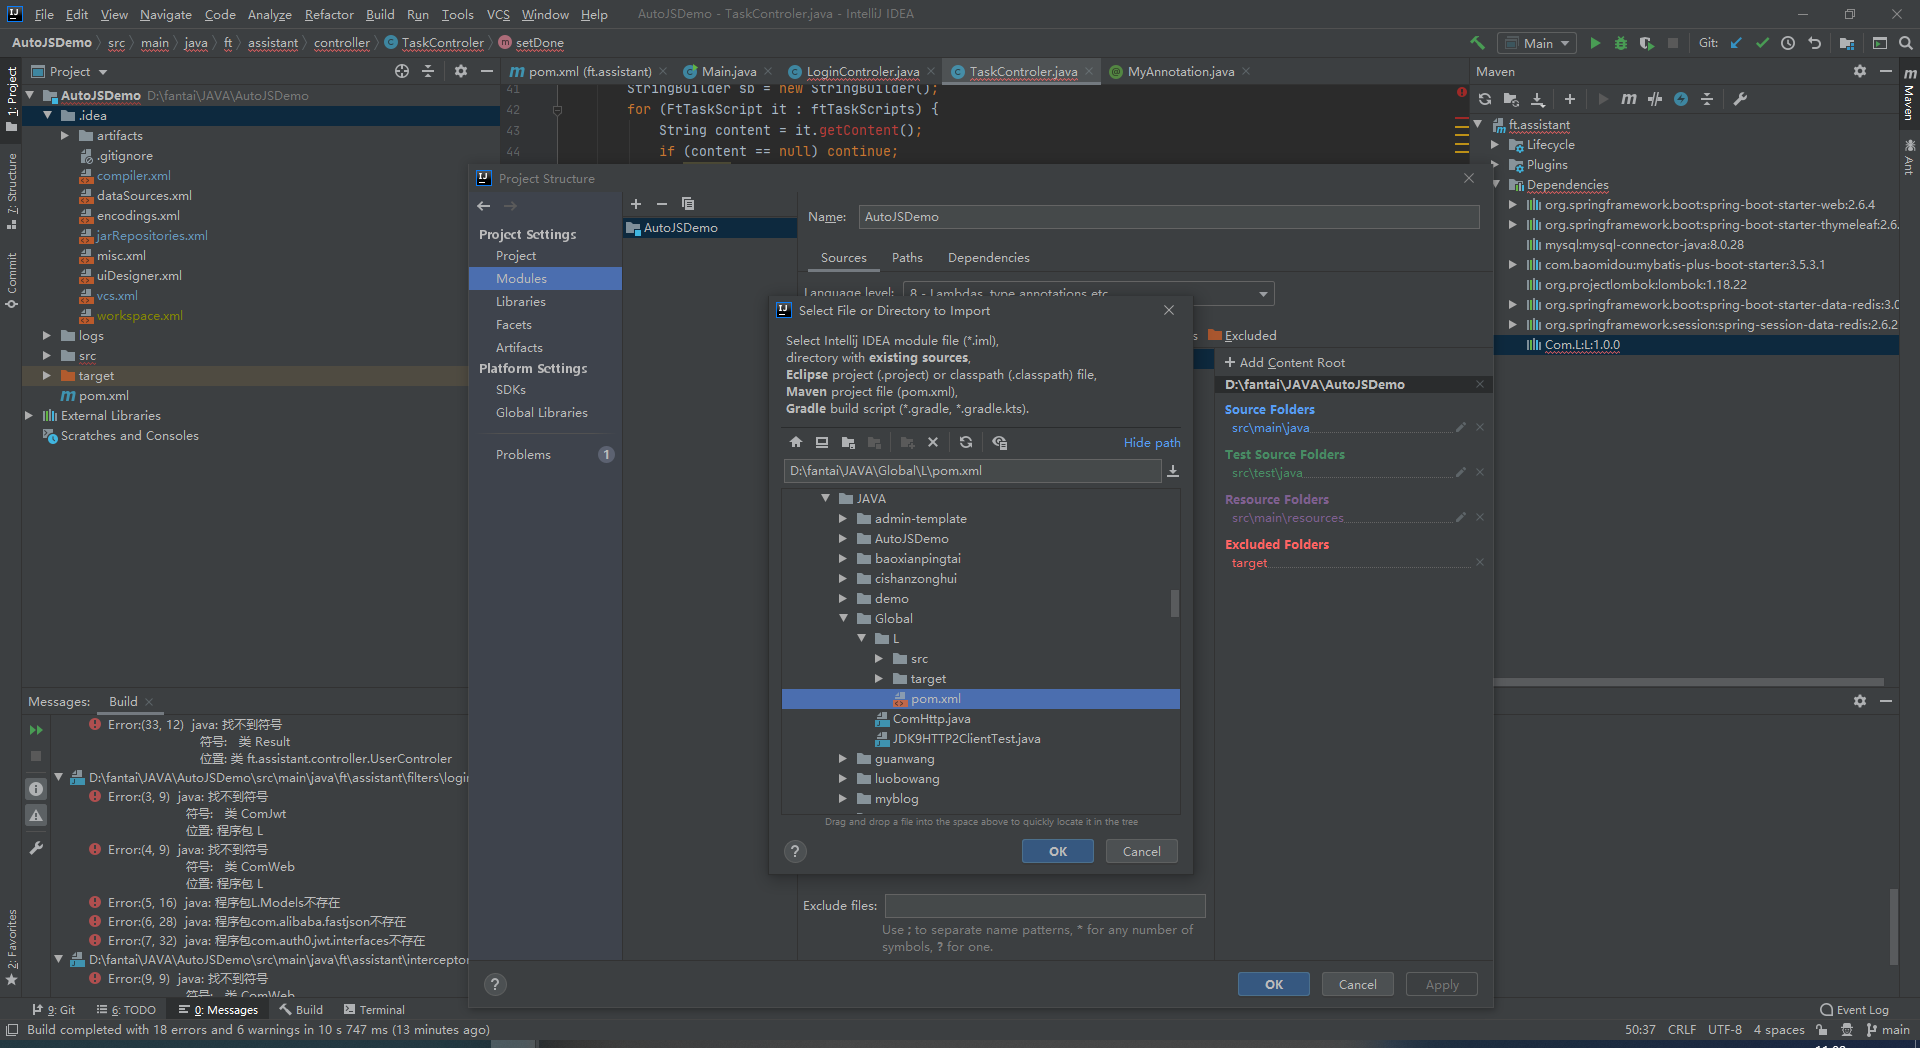 File Edit View Navigate Code Analyze Refactor Build Run Tools VCS Window Help AutoJSDemo - TaskControler.java - IntelliJ IDEA
AutoJSDemo src main java ft assistant controller TaskControler setDone Main Git:
Project
pom.xml (ft.assistant) Main.java LoginControler.java TaskControler.java MyAnnotation.java
Maven
1: Project
7: Structure
Commit
2: Favorites
AutoJSDemo D:\fantai\JAVA\AutoJSDemo
.idea
artifacts
.gitignore
compiler.xml
dataSources.xml
encodings.xml
jarRepositories.xml
misc.xml
uiDesigner.xml
vcs.xml
workspace.xml
logs
src
target
pom.xml
External Libraries
Scratches and Consoles
41 StringBuilder sb = new StringBuilder();
42 for (FtTaskScript it : ftTaskScripts) {
43 String content = it.getContent();
44 if (content == null) continue;
ft.assistant
Lifecycle
Plugins
Dependencies
org.springframework.boot:spring-boot-starter-web:2.6.4
org.springframework.boot:spring-boot-starter-thymeleaf:2.6.
mysql:mysql-connector-java:8.0.28
com.baomidou:mybatis-plus-boot-starter:3.5.3.1
org.projectlombok:lombok:1.18.22
org.springframework.boot:spring-boot-starter-data-redis:3.0
org.springframework.session:spring-session-data-redis:2.6.2
Com.L:L:1.0.0
Maven
Ant
Project Structure
Project Settings
Project
Modules
Libraries
Facets
Artifacts
Platform Settings
SDKs
Global Libraries
Problems 1
AutoJSDemo
Name: AutoJSDemo
Sources Paths Dependencies
Language level: 8 - Lambdas, type annotations etc.
s Excluded
Add Content Root
D:\fantai\JAVA\AutoJSDemo
Source Folders
src\main\java
Test Source Folders
src\test\java
Resource Folders
src\main\resources
Excluded Folders
target
Select File or Directory to Import
Select Intellij IDEA module file (*.iml),
directory with existing sources,
Eclipse project (.project) or classpath (.classpath) file,
Maven project file (pom.xml),
Gradle build script (*.gradle, *.gradle.kts).
Hide path
D:\fantai\JAVA\Global\L\pom.xml
JAVA
admin-template
AutoJSDemo
baoxianpingtai
cishanzonghui
demo
Global
L
src
target
pom.xml
ComHttp.java
JDK9HTTP2ClientTest.java
guanwang
luobowang
myblog
Drag and drop a file into the space above to quickly locate it in the tree
? OK Cancel
Exclude files:
Use ; to separate name patterns, * for any number of
symbols, ? for one.
? OK Cancel Apply
Messages: Build
Error:(33, 12) java: 找不到符号
符号: 类 Result
位置: 类 ft.assistant.controller.UserControler
D:\fantai\JAVA\AutoJSDemo\src\main\java\ft\assistant\filters\login
Error:(3, 9) java: 找不到符号
符号: 类 ComJwt
位置: 程序包 L
Error:(4, 9) java: 找不到符号
符号: 类 ComWeb
位置: 程序包 L
Error:(5, 16) java: 程序包L.Models不存在
Error:(6, 28) java: 程序包com.alibaba.fastjson不存在
Error:(7, 32) java: 程序包com.auth0.jwt.interfaces不存在
D:\fantai\JAVA\AutoJSDemo\src\main\java\ft\assistant\interceptor
Error:(9, 9) java: 找不到符号
符号: 类 ComWeb
9: Git 6: TODO 0: Messages Build Terminal Event Log
Build completed with 18 errors and 6 warnings in 10 s 747 ms (13 minutes ago) 50:37 CRLF UTF-8 4 spaces main